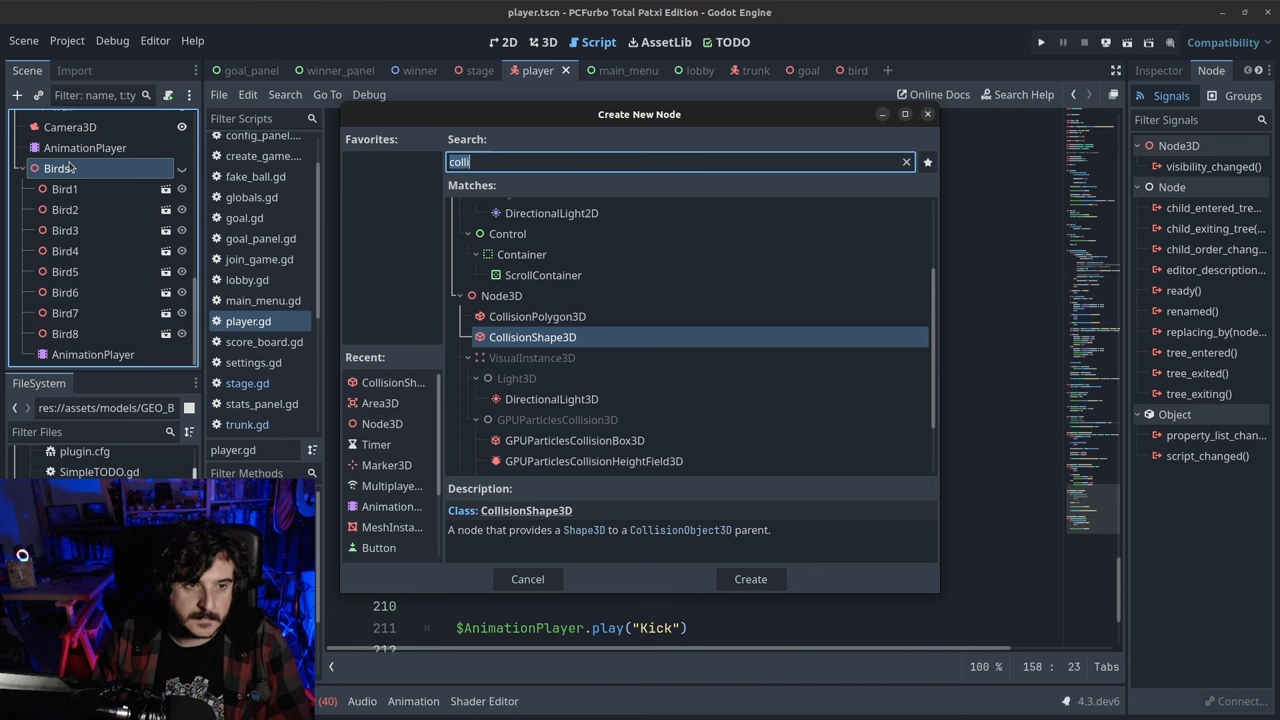 player.tscn - PCFurbo Total Patxi Edition - Godot Engine
Scene Project Debug Editor Help
2D 3D Script AssetLib TODO
Compatibility
Scene Import
goal_panel winner_panel winner stage player main_menu lobby trunk goal bird
Inspector Node
Filter: name, t:ty
File Edit Search Go To Debug
Online Docs Search Help
Signals Groups
Filter Scripts
Filter Signals
Camera3D
AnimationPlayer
Birds
Bird1
Bird2
Bird3
Bird4
Bird5
Bird6
Bird7
Bird8
AnimationPlayer
config_panel....
create_game....
fake_ball.gd
globals.gd
goal.gd
goal_panel.gd
join_game.gd
lobby.gd
main_menu.gd
player.gd
score_board.gd
settings.gd
stage.gd
stats_panel.gd
trunk.gd
player.gd
Filter Methods
FileSystem
res://assets/models/GEO_B
Filter Files
plugin.cfg
SimpleTODO.gd
Create New Node
Favorites:
Recent:
CollisionSh...
Area3D
Node3D
Timer
Marker3D
Multiplaye...
Animation...
MeshInsta...
Button
Search:
colli
Matches:
DirectionalLight2D
Control
Container
ScrollContainer
Node3D
CollisionPolygon3D
CollisionShape3D
VisualInstance3D
Light3D
DirectionalLight3D
GPUParticlesCollision3D
GPUParticlesCollisionBox3D
GPUParticlesCollisionHeightField3D
Description:
Class: CollisionShape3D
A node that provides a Shape3D to a CollisionObject3D parent.
Cancel Create
210
211 $AnimationPlayer.play("Kick")
212
100 % 158 : 23 Tabs
(40) Audio Animation Shader Editor
4.3.dev6
Node3D
visibility_changed()
Node
child_entered_tre...
child_exiting_tree(...
child_order_chang...
editor_description...
ready()
renamed()
replacing_by(node...
tree_entered()
tree_exited()
tree_exiting()
Object
property_list_chan...
script_changed()
Connect...